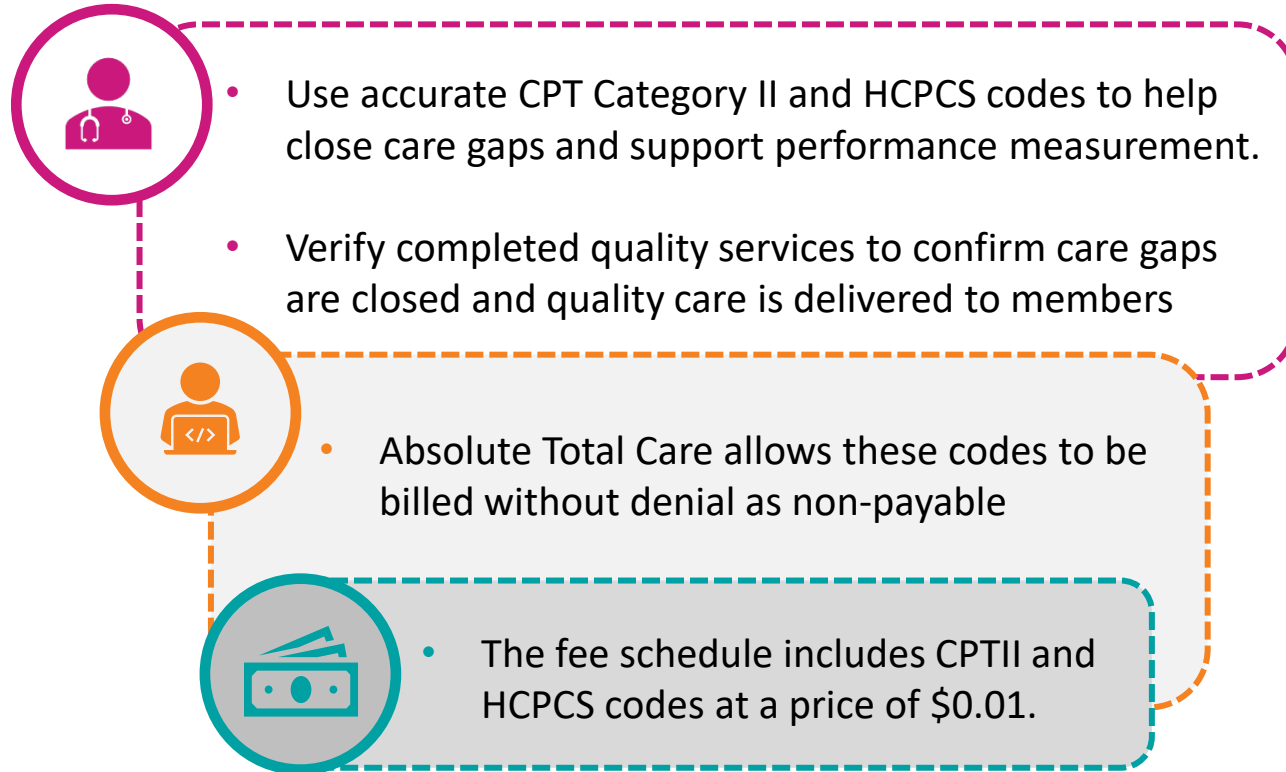 • Use accurate CPT Category II and HCPCS codes to help
close care gaps and support performance measurement.
• Verify completed quality services to confirm care gaps
are closed and quality care is delivered to members
</>
• Absolute Total Care allows these codes to be
billed without denial as non-payable
• The fee schedule includes CPTII and
HCPCS codes at a price of $0.01.